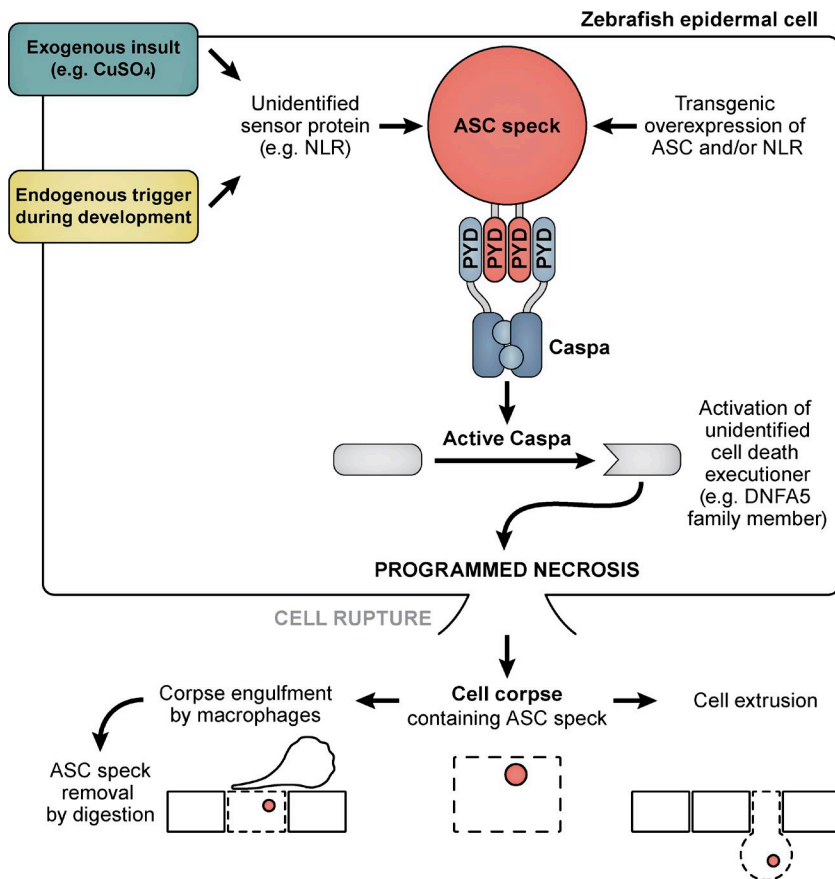 Zebrafish epidermal cell
Exogenous insult
(e.g. CuSO₄)
Unidentified
sensor protein
(e.g. NLR)
ASC speck
Transgenic
overexpression of
ASC and/or NLR
Endogenous trigger
during development
PYD
PYD
PYD
PYD
Caspa
Active Caspa
Activation of
unidentified
cell death
executioner
(e.g. DNFA5
family member)
PROGRAMMED NECROSIS
CELL RUPTURE
Corpse engulfment
by macrophages
Cell corpse
containing ASC speck
Cell extrusion
ASC speck
removal
by digestion